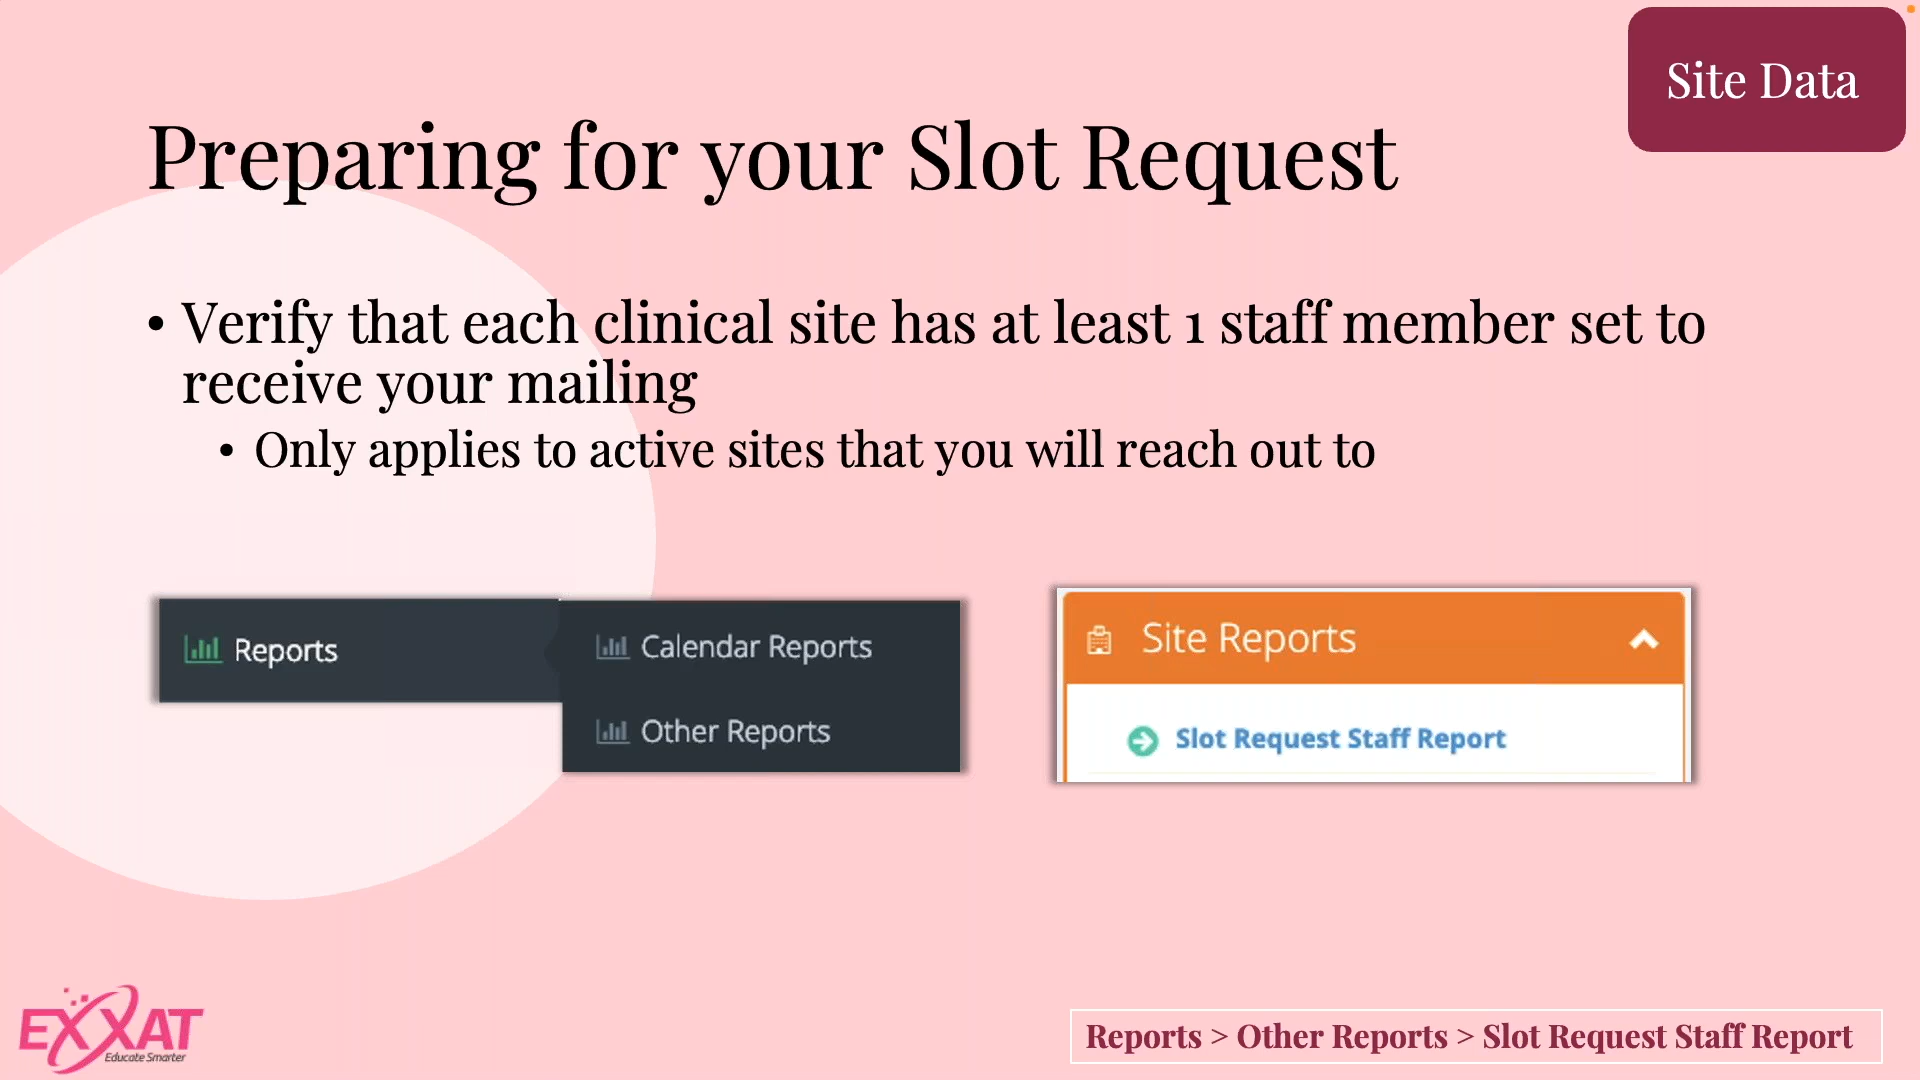 Site Data
Preparing for your Slot Request
• Verify that each clinical site has at least 1 staff member set to
receive your mailing
• Only applies to active sites that you will reach out to
Reports
Calendar Reports
Other Reports
Site Reports
Slot Request Staff Report
EXXAT
Educate Smarter
Reports > Other Reports > Slot Request Staff Report